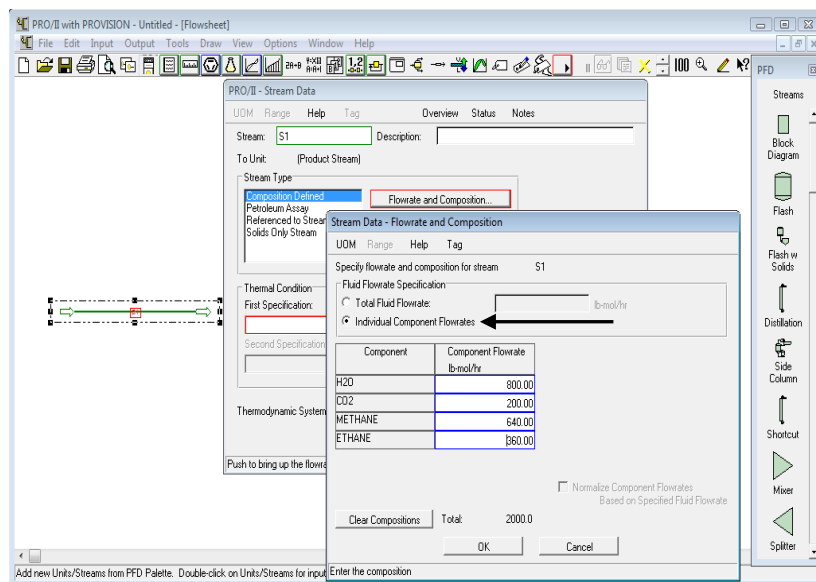 PRO/II with PROVISION - Untitled - [Flowsheet]
File Edit Input Output Tools Draw View Options Window Help
PFD
PRO/II - Stream Data
UOM Range Help Tag Overview Status Notes
Stream: S1 Description:
To Unit: (Product Stream)
Stream Type
Composition Defined
Petroleum Assay
Referenced to Stream
Solids Only Stream
Flowrate and Composition...
Thermal Condition
First Specification:
Second Specification
Thermodynamic System
Push to bring up the flowra
Stream Data - Flowrate and Composition
UOM Range Help Tag
Specify flowrate and composition for stream S1
Fluid Flowrate Specification
Total Fluid Flowrate: lb-mol/hr
Individual Component Flowrates
Component Component Flowrate
lb-mol/hr
H2O 800.00
CO2 200.00
METHANE 640.00
ETHANE 360.00
Normalize Component Flowrates
Based on Specified Fluid Flowrate
Clear Compositions Total: 2000.0
OK Cancel
Enter the composition
Streams
Block
Diagram
Flash
Flash w
Solids
Distillation
Side
Column
Shortcut
Mixer
Splitter
Add new Units/Streams from PFD Palette. Double-click on Units/Streams for input